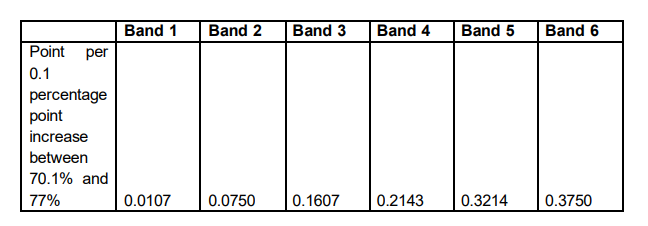 Band 1 Band 2 Band 3 Band 4 Band 5 Band 6
Point per
0.1
percentage
point
increase
between
70.1% and
77% 0.0107 0.0750 0.1607 0.2143 0.3214 0.3750